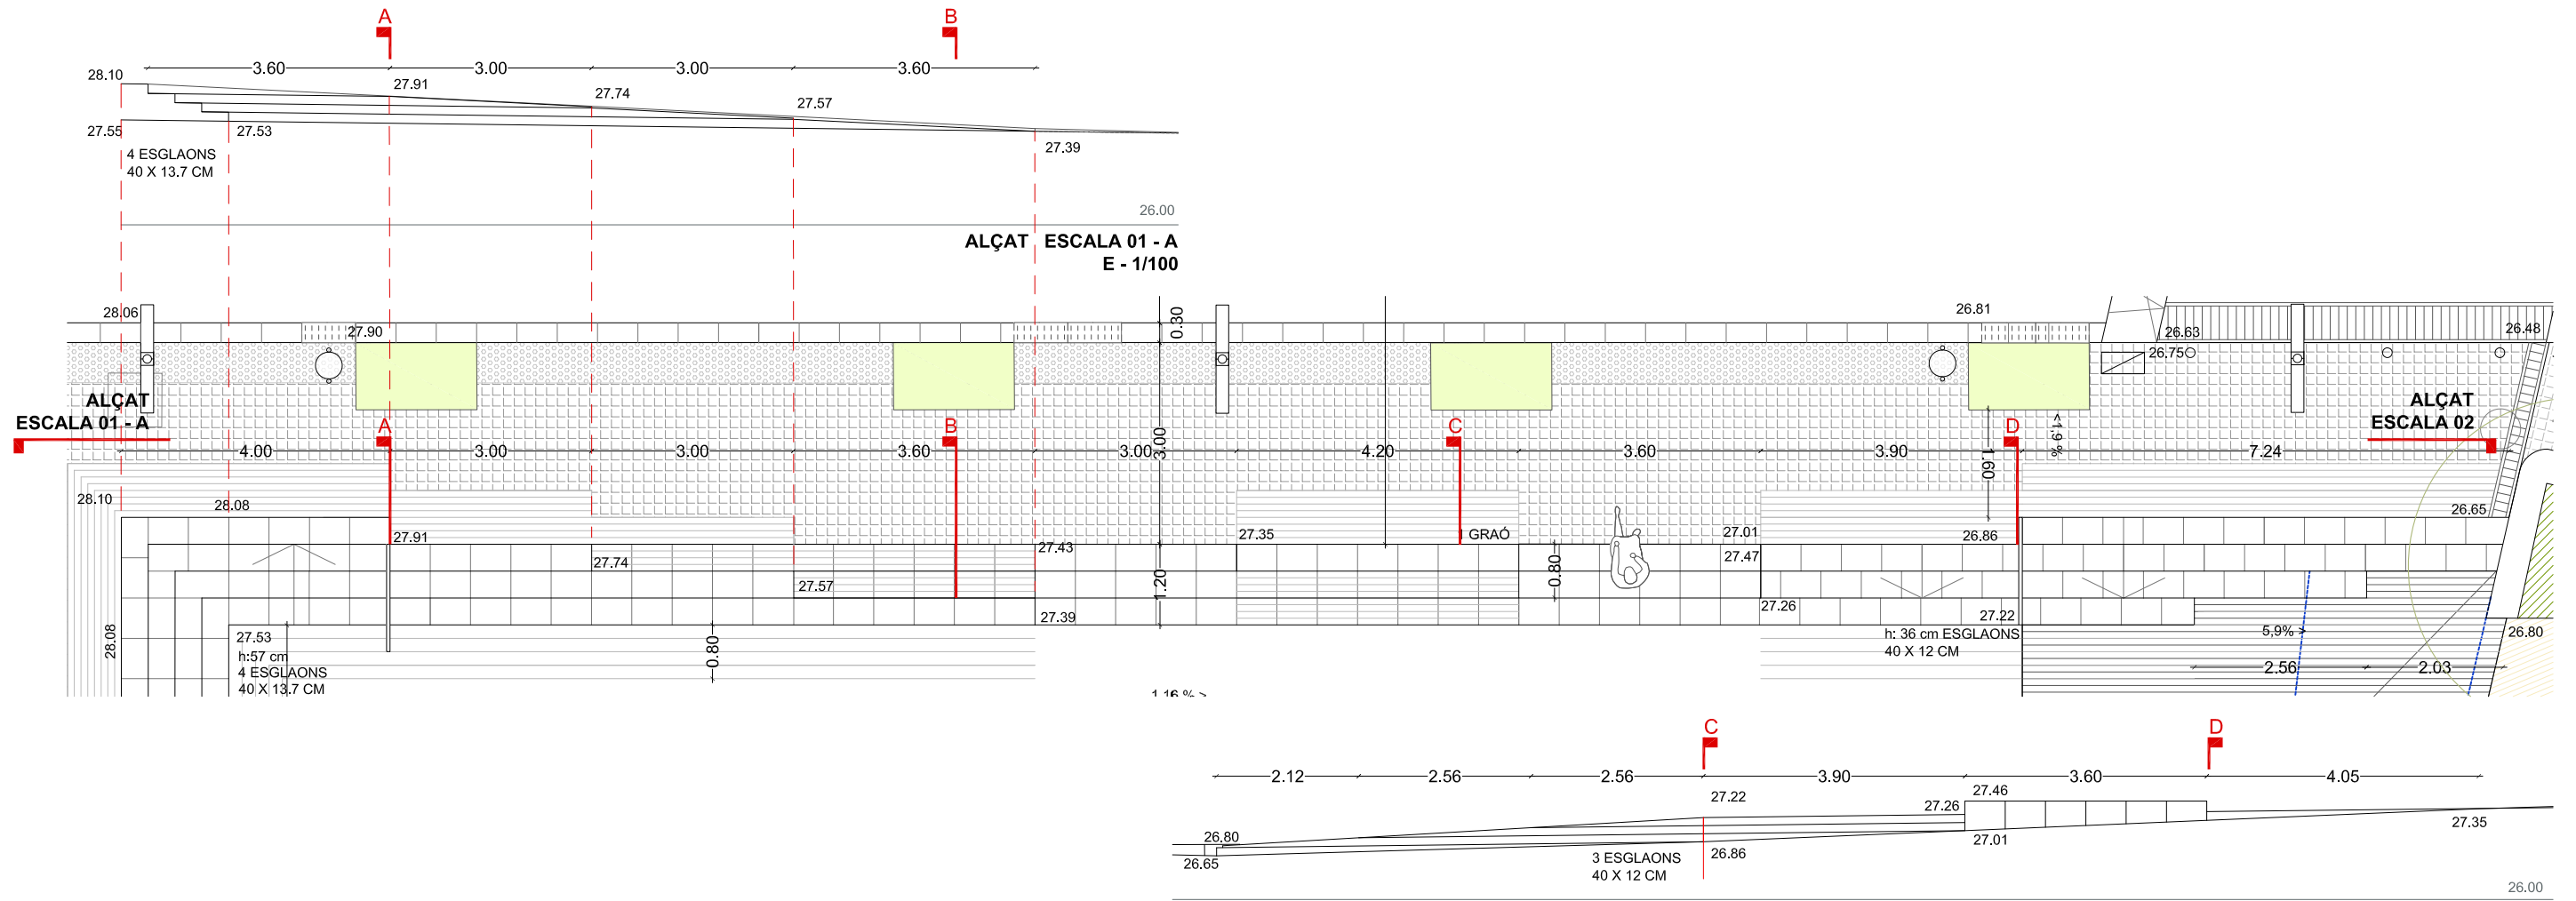 A
B
3.60
3.00
3.00
3.60
28.10
27.91
27.74
27.57
27.55
27.53
27.39
4 ESGLAONS
40 X 13.7 CM
26.00
ALÇAT ESCALA 01 - A
E - 1/100
28.06
27.90
0.30
26.81
26.63
26.48
26.75
ALÇAT
ESCALA 01 - A
ALÇAT
ESCALA 02
A
B
C
D
<1,9 %
4.00
3.00
3.00
3.60
3.00
3.00
4.20
3.60
3.90
1.60
7.24
28.10
28.08
26.65
27.91
27.43
27.35
1 GRAÓ
27.01
26.86
27.74
27.47
27.57
1.20
0.80
27.26
27.39
27.22
28.08
27.53
h:57 cm
4 ESGLAONS
40 X 13.7 CM
0.80
h: 36 cm ESGLAONS
40 X 12 CM
5,9% >
26.80
2.56
2.03
1.16 % >
C
D
2.12
2.56
2.56
3.90
3.60
4.05
27.22
27.26
27.46
26.80
26.65
27.35
27.01
26.86
3 ESGLAONS
40 X 12 CM
26.00